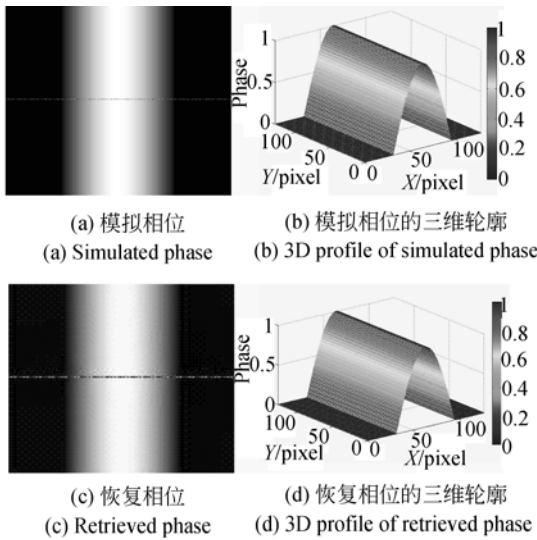 1
0.5
0
Phase
100
50
0
Y/pixel
0
50
100
X/pixel
1
0.8
0.6
0.4
0.2
0
(a) 模拟相位
(a) Simulated phase
(b) 模拟相位的三维轮廓
(b) 3D profile of simulated phase
1
0.5
0
Phase
100
50
0
Y/pixel
0
50
100
X/pixel
1
0.8
0.6
0.4
0.2
0
(c) 恢复相位
(c) Retrieved phase
(d) 恢复相位的三维轮廓
(d) 3D profile of retrieved phase